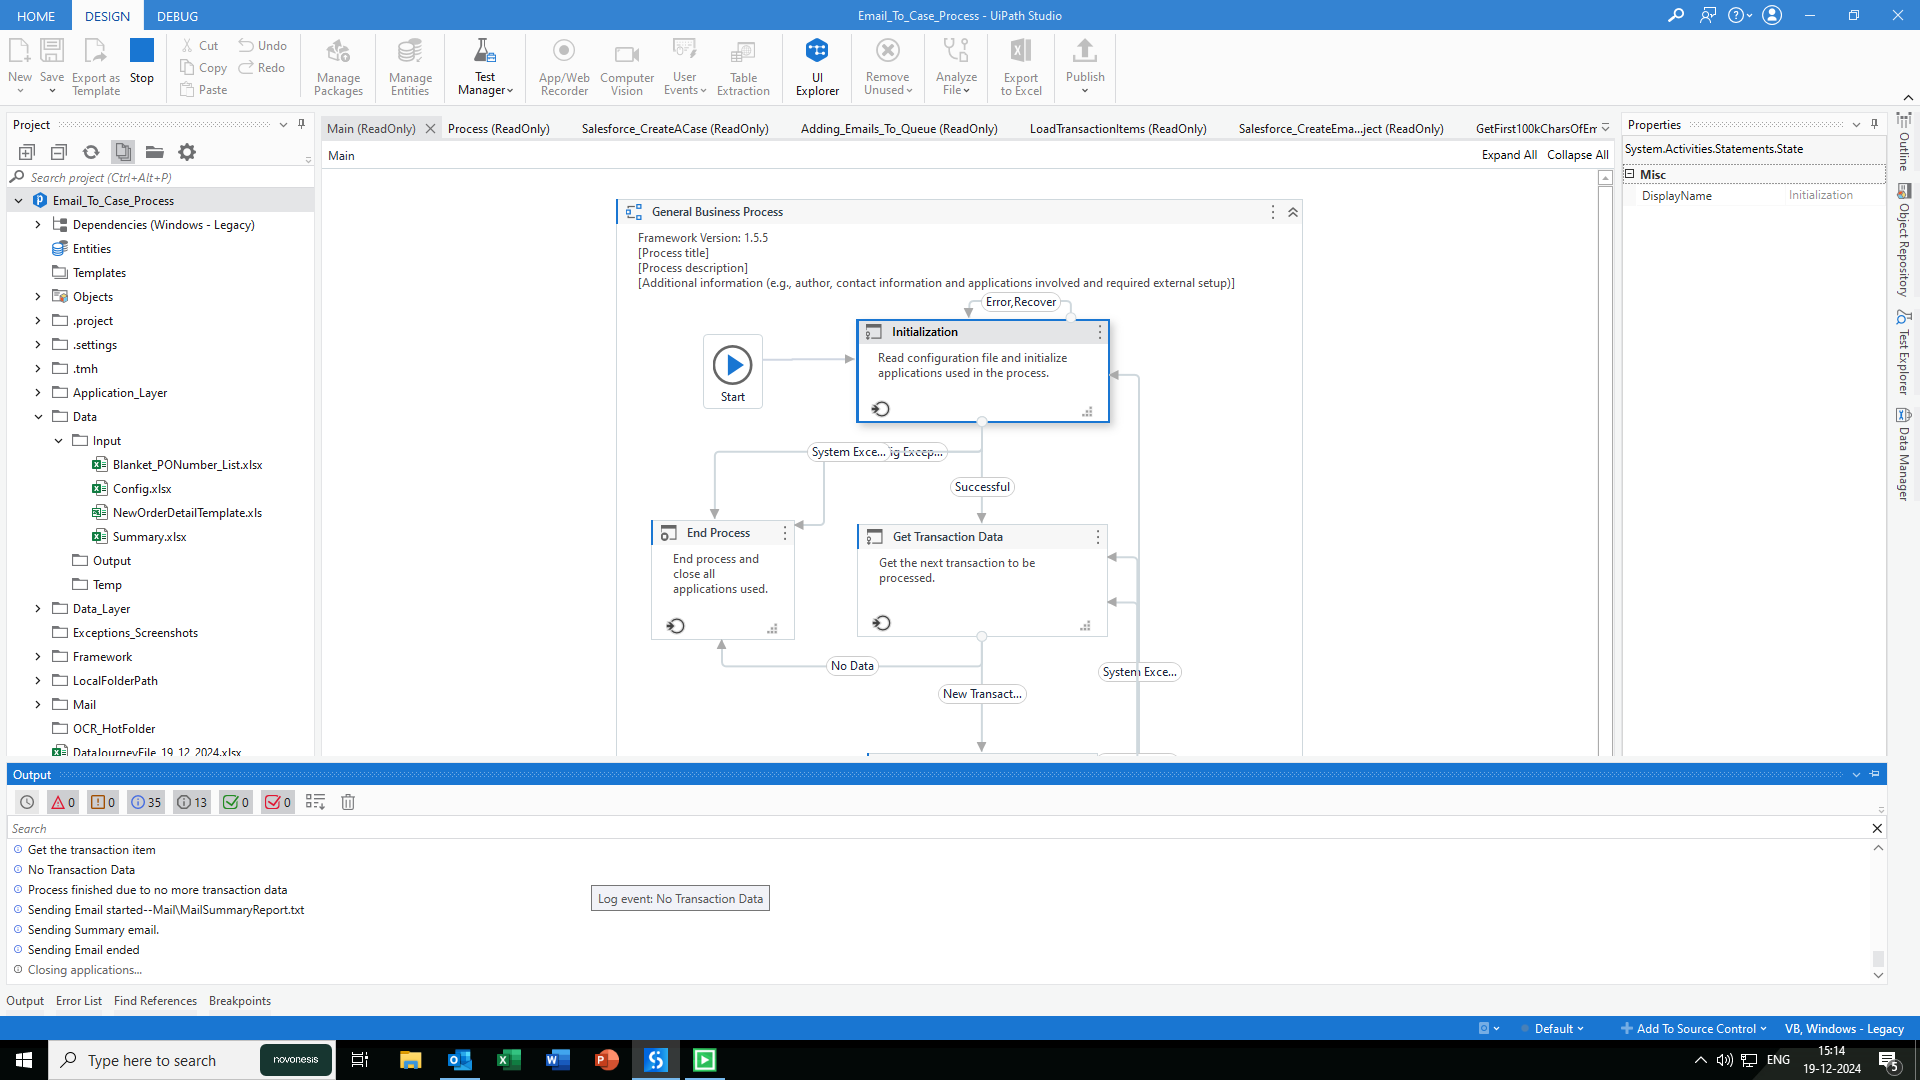 HOME DESIGN DEBUG
Email_To_Case_Process - UiPath Studio
New Save Export as Template Stop
Cut Copy Paste Undo Redo
Manage Packages
Manage Entities
Test Manager
App/Web Recorder
Computer Vision
User Events
Table Extraction
UI Explorer
Remove Unused
Analyze File
Export to Excel
Publish
Project
Search project (Ctrl+Alt+P)
Email_To_Case_Process
Dependencies (Windows - Legacy)
Entities
Templates
Objects
.project
.settings
.tmh
Application_Layer
Data
Input
Blanket_PONumber_List.xlsx
Config.xlsx
NewOrderDetailTemplate.xls
Summary.xlsx
Output
Temp
Data_Layer
Exceptions_Screenshots
Framework
LocalFolderPath
Mail
OCR_HotFolder
DataJourneyFile_19_12_2024.xlsx
Main (ReadOnly) Process (ReadOnly) Salesforce_CreateACase (ReadOnly) Adding_Emails_To_Queue (ReadOnly) LoadTransactionItems (ReadOnly) Salesforce_CreateEma...ject (ReadOnly) GetFirst100kCharsOfEm
Main
Expand All Collapse All
General Business Process
Framework Version: 1.5.5
[Process title]
[Process description]
[Additional information (e.g., author, contact information and applications involved and required external setup)]
Error,Recover
Start
Initialization
Read configuration file and initialize
applications used in the process.
System Exce... ig Excep...
Successful
End Process
End process and
close all
applications used.
Get Transaction Data
Get the next transaction to be
processed.
No Data
System Exce...
New Transact...
Properties
System.Activities.Statements.State
Misc
DisplayName Initialization
Outline
Object Repository
Test Explorer
Data Manager
Output
0 0 35 13 0 0
Search
Get the transaction item
No Transaction Data
Process finished due to no more transaction data
Sending Email started--Mail\MailSummaryReport.txt
Sending Summary email.
Sending Email ended
Closing applications...
Log event: No Transaction Data
Output Error List Find References Breakpoints
Default Add To Source Control VB, Windows - Legacy
Type here to search
novonesis
ENG
15:14
19-12-2024
5